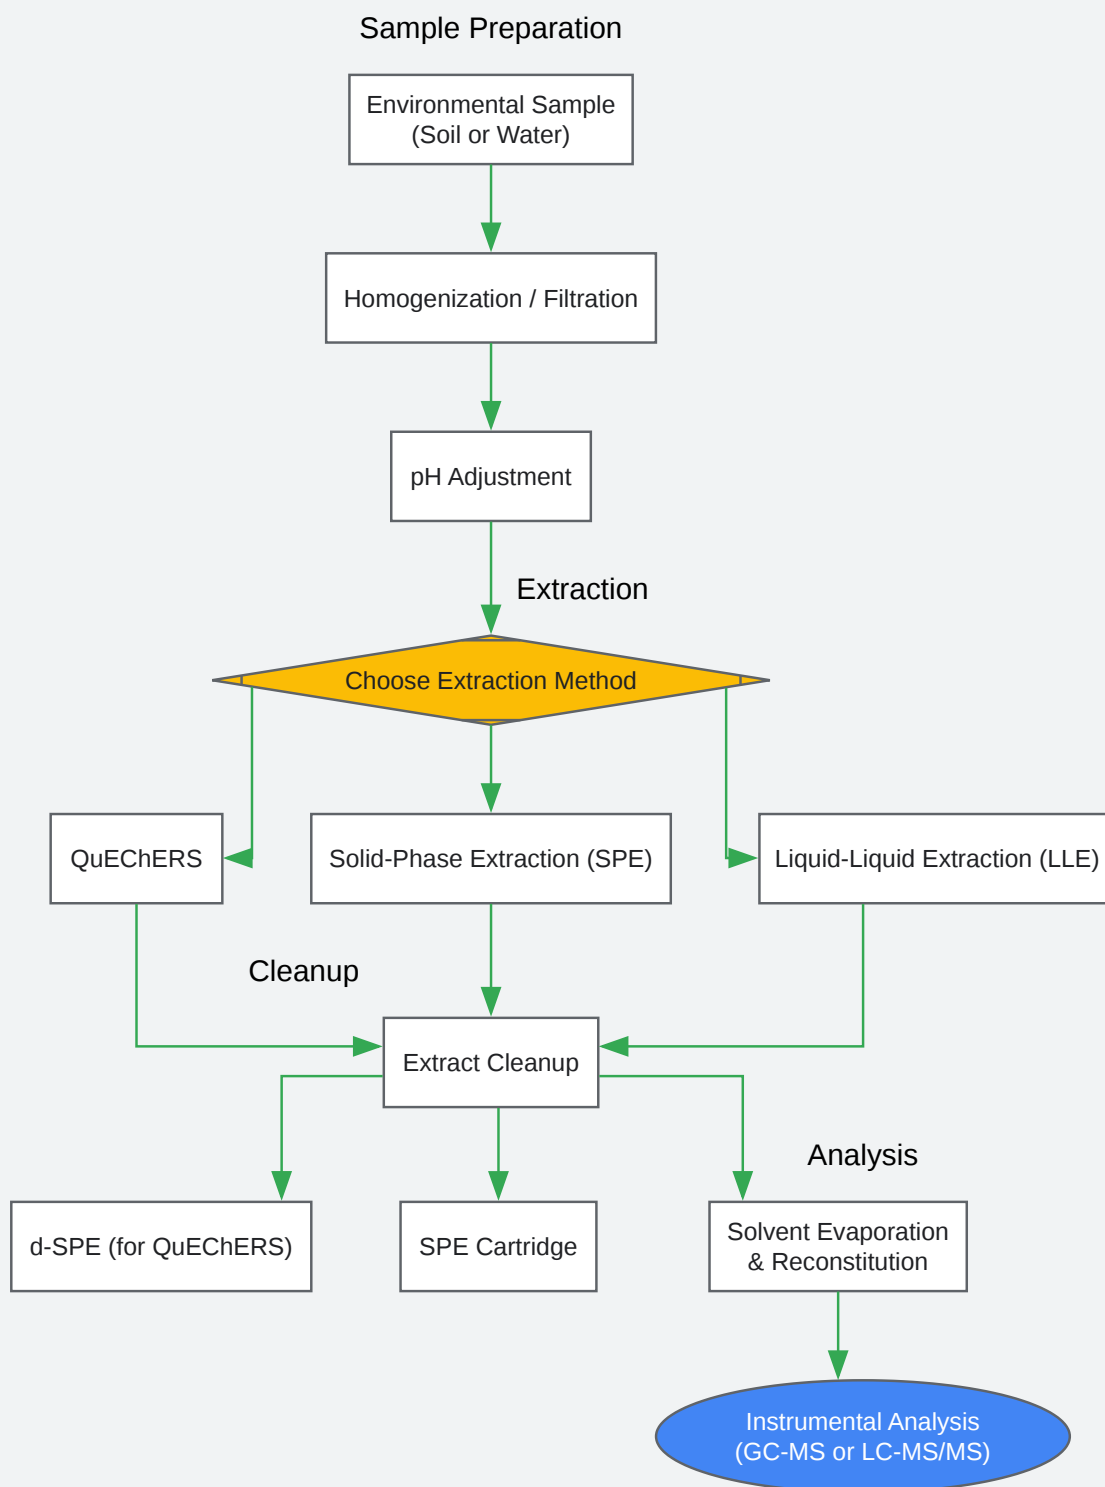 Sample Preparation
Environmental Sample
(Soil or Water)
Homogenization / Filtration
pH Adjustment
Extraction
Choose Extraction Method
QuEChERS
Solid-Phase Extraction (SPE)
Liquid-Liquid Extraction (LLE)
Cleanup
Extract Cleanup
Analysis
d-SPE (for QuEChERS)
SPE Cartridge
Solvent Evaporation
& Reconstitution
Instrumental Analysis
(GC-MS or LC-MS/MS)